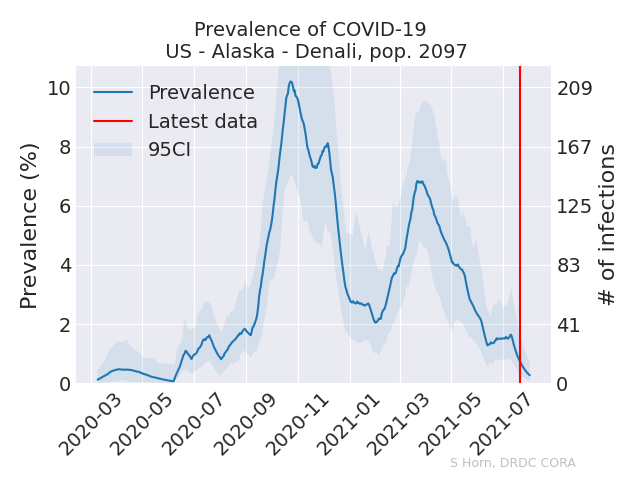 Prevalence of COVID-19
US - Alaska - Denali, pop. 2097
Prevalence
Latest data
95CI
Prevalence (%)
10
8
6
4
2
0
209
167
125
83
41
0
# of infections
2020-03
2020-05
2020-07
2020-09
2020-11
2021-01
2021-03
2021-05
2021-07
S Horn, DRDC CORA